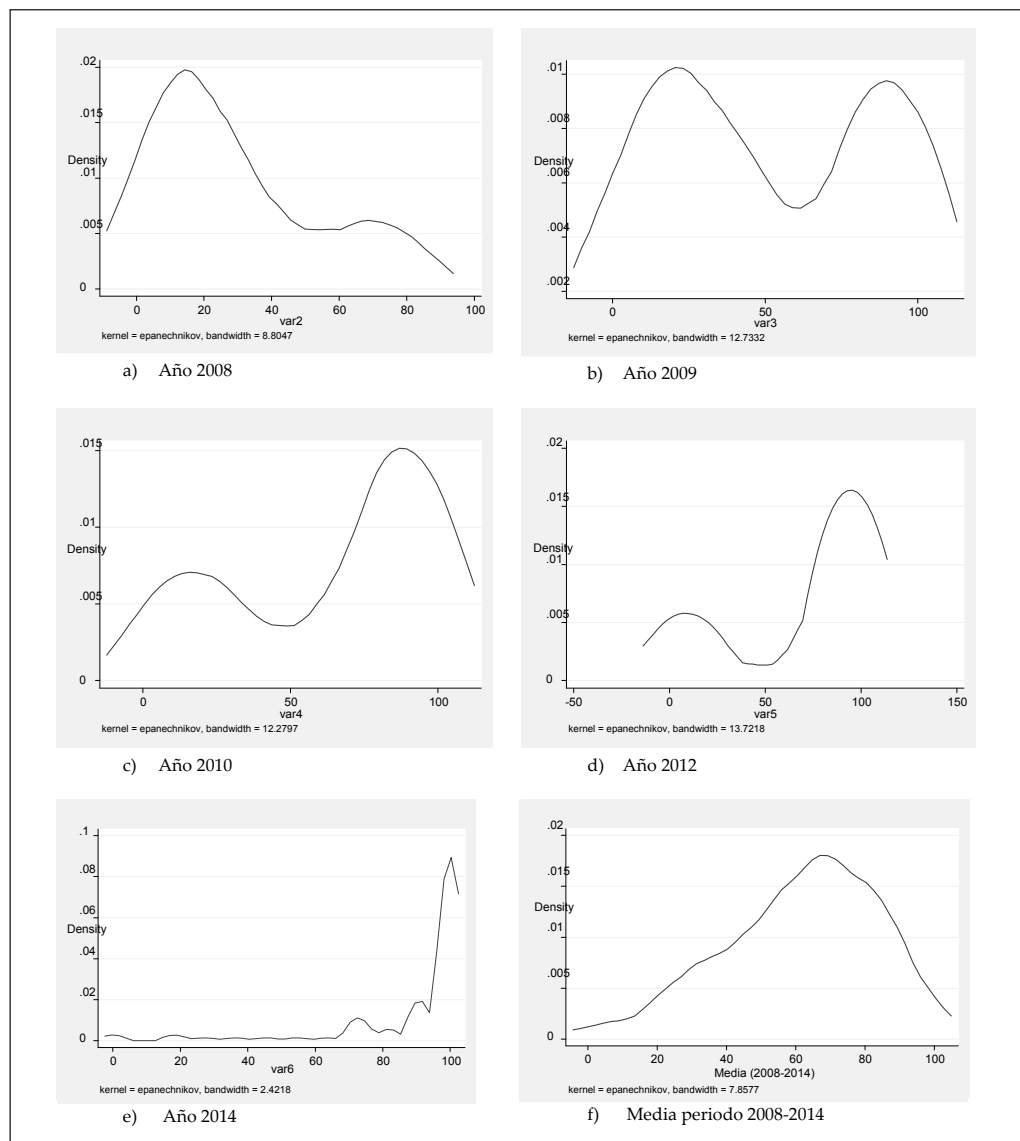 .02
.015
Density
.01
.005
0
0 20 40 60 80 100
var2
kernel = epanechnikov, bandwidth = 8.8047
a) Año 2008
.01
.008
Density
.006
.004
.002
0 50 100
var3
kernel = epanechnikov, bandwidth = 12.7332
b) Año 2009
.015
.01
Density
.005
0
0 50 100
var4
kernel = epanechnikov, bandwidth = 12.2797
c) Año 2010
.02
.015
Density
.01
.005
0
-50 0 50 100 150
var5
kernel = epanechnikov, bandwidth = 13.7218
d) Año 2012
.1
.08
.06
Density
.04
.02
0
0 20 40 60 80 100
var6
kernel = epanechnikov, bandwidth = 2.4218
e) Año 2014
.02
.015
Density
.01
.005
0
0 20 40 60 80 100
Media (2008-2014)
kernel = epanechnikov, bandwidth = 7.8577
f) Media periodo 2008-2014